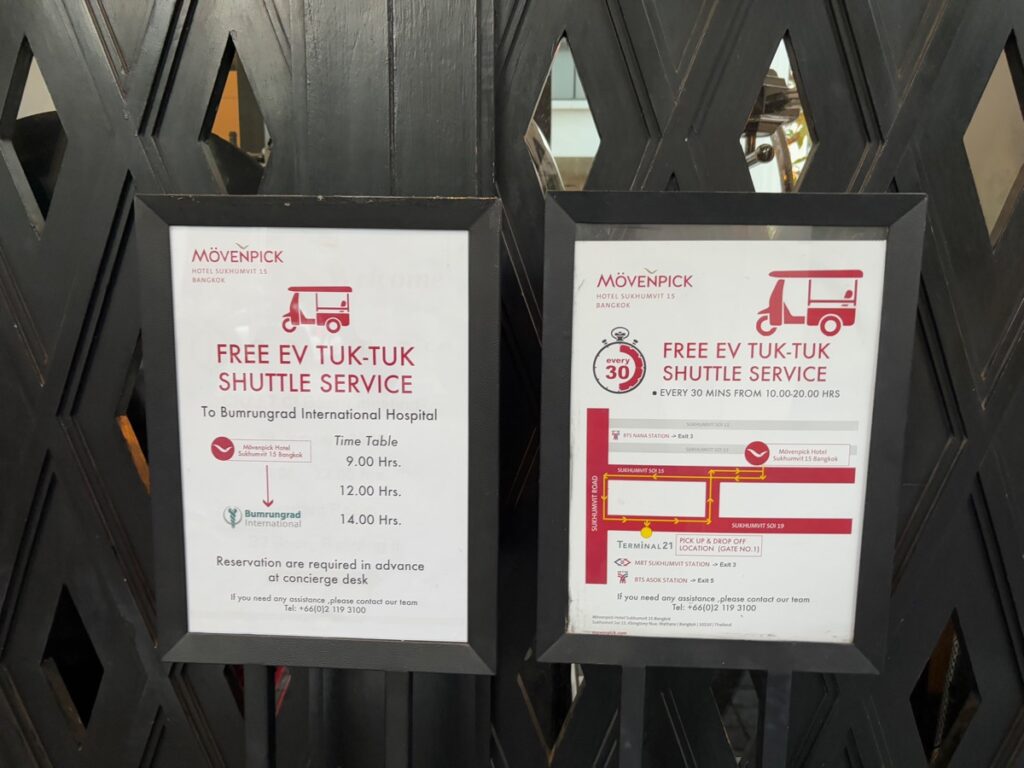 MÖVENPICK
HOTEL SUKHUMVIT 15
BANGKOK
FREE EV TUK-TUK
SHUTTLE SERVICE
To Bumrungrad International Hospital
Time Table
Mövenpick Hotel
Sukhumvit 15 Bangkok
9.00 Hrs.
12.00 Hrs.
Bumrungrad
International
14.00 Hrs.
Reservation are required in advance
at concierge desk
If you need any assistance ,please contact our team
Tel: +66(0)2 119 3100
MÖVENPICK
HOTEL SUKHUMVIT 15
BANGKOK
every
30
FREE EV TUK-TUK
SHUTTLE SERVICE
EVERY 30 MINS FROM 10.00-20.00 HRS
BTS NANA STATION -> Exit 3
Mövenpick Hotel
Sukhumvit 15 Bangkok
SUKHUMVIT SOI 15
SUKHUMVIT ROAD
SUKHUMVIT SOI 19
TERMINAL21
PICK UP & DROP OFF
LOCATION (GATE NO.1)
MRT SUKHUMVIT STATION -> Exit 3
BTS ASOK STATION -> Exit 5
If you need any assistance ,please contact our team
Tel: +66(0)2 119 3100
Mövenpick Hotel Sukhumvit 15 Bangkok